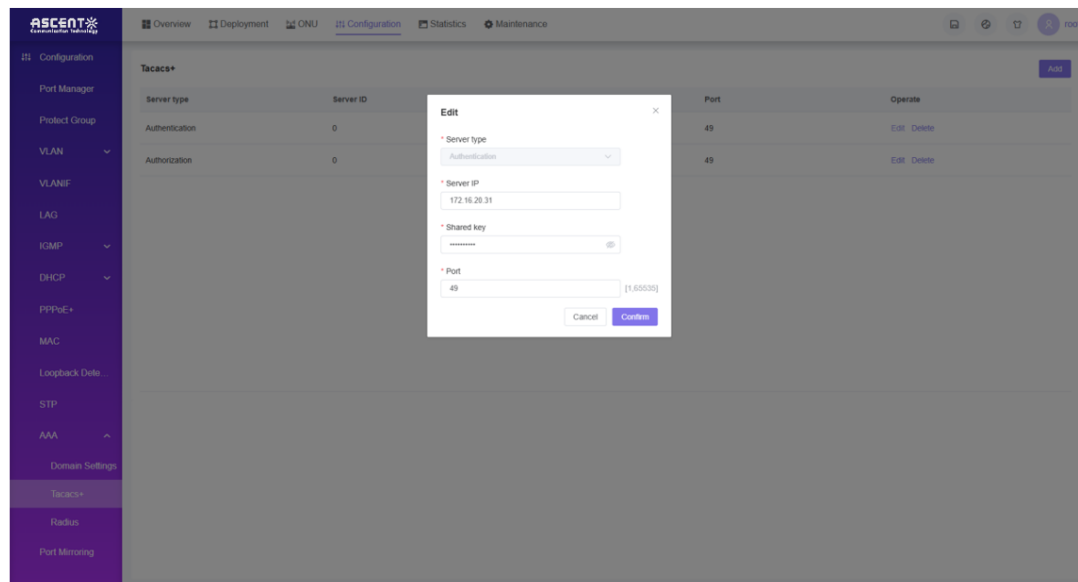 ASCENT
Communication Technology
Overview Deployment ONU Configuration Statistics Maintenance roo
Configuration
Port Manager
Protect Group
VLAN
VLANIF
LAG
IGMP
DHCP
PPPoE+
MAC
Loopback Dete...
STP
AAA
Domain Settings
Tacacs+
Radius
Port Mirroring
Tacacs+ Add
Server type Server ID Port Operate
Authentication 0 49 Edit Delete
Authorization 0 49 Edit Delete
Edit
* Server type
Authentication
* Server IP
172.16.20.31
* Shared key
••••••••••
* Port
49 [1,65535]
Cancel Confirm